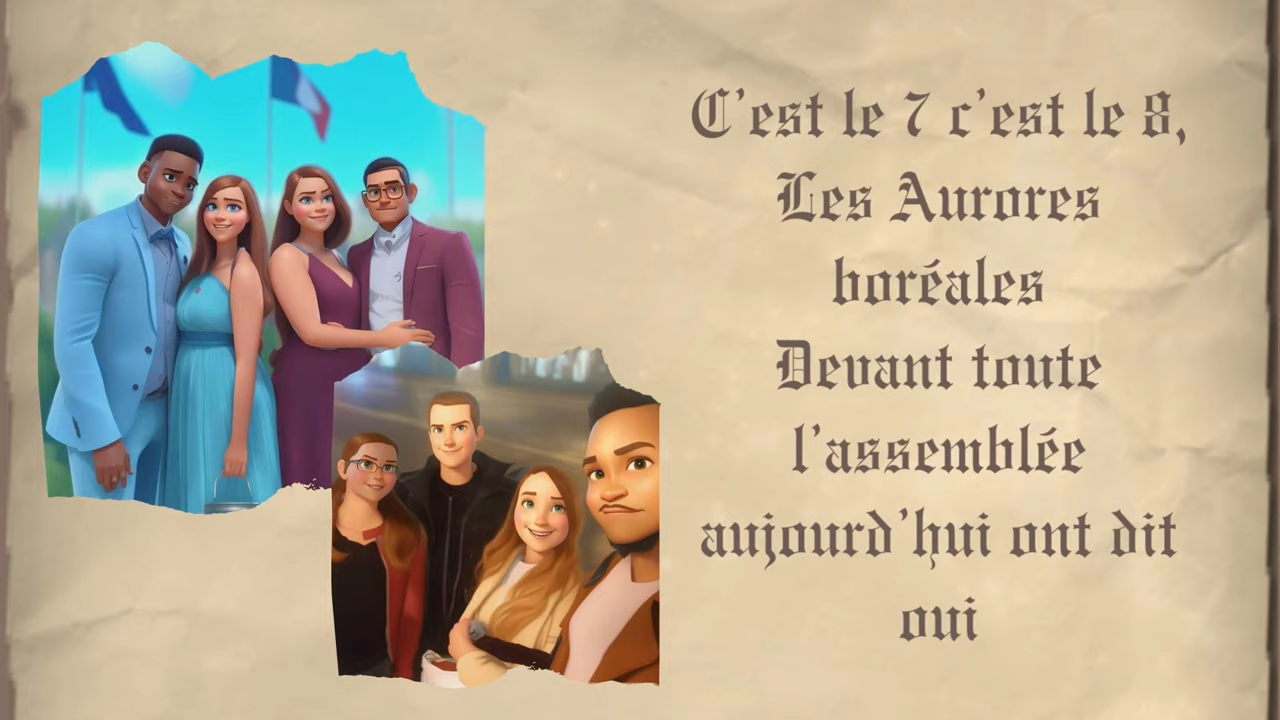 C'est le 7 c'est le 8,
Les Aurores
boréales
Devant toute
l'assemblée
aujourd'hui ont dit
oui